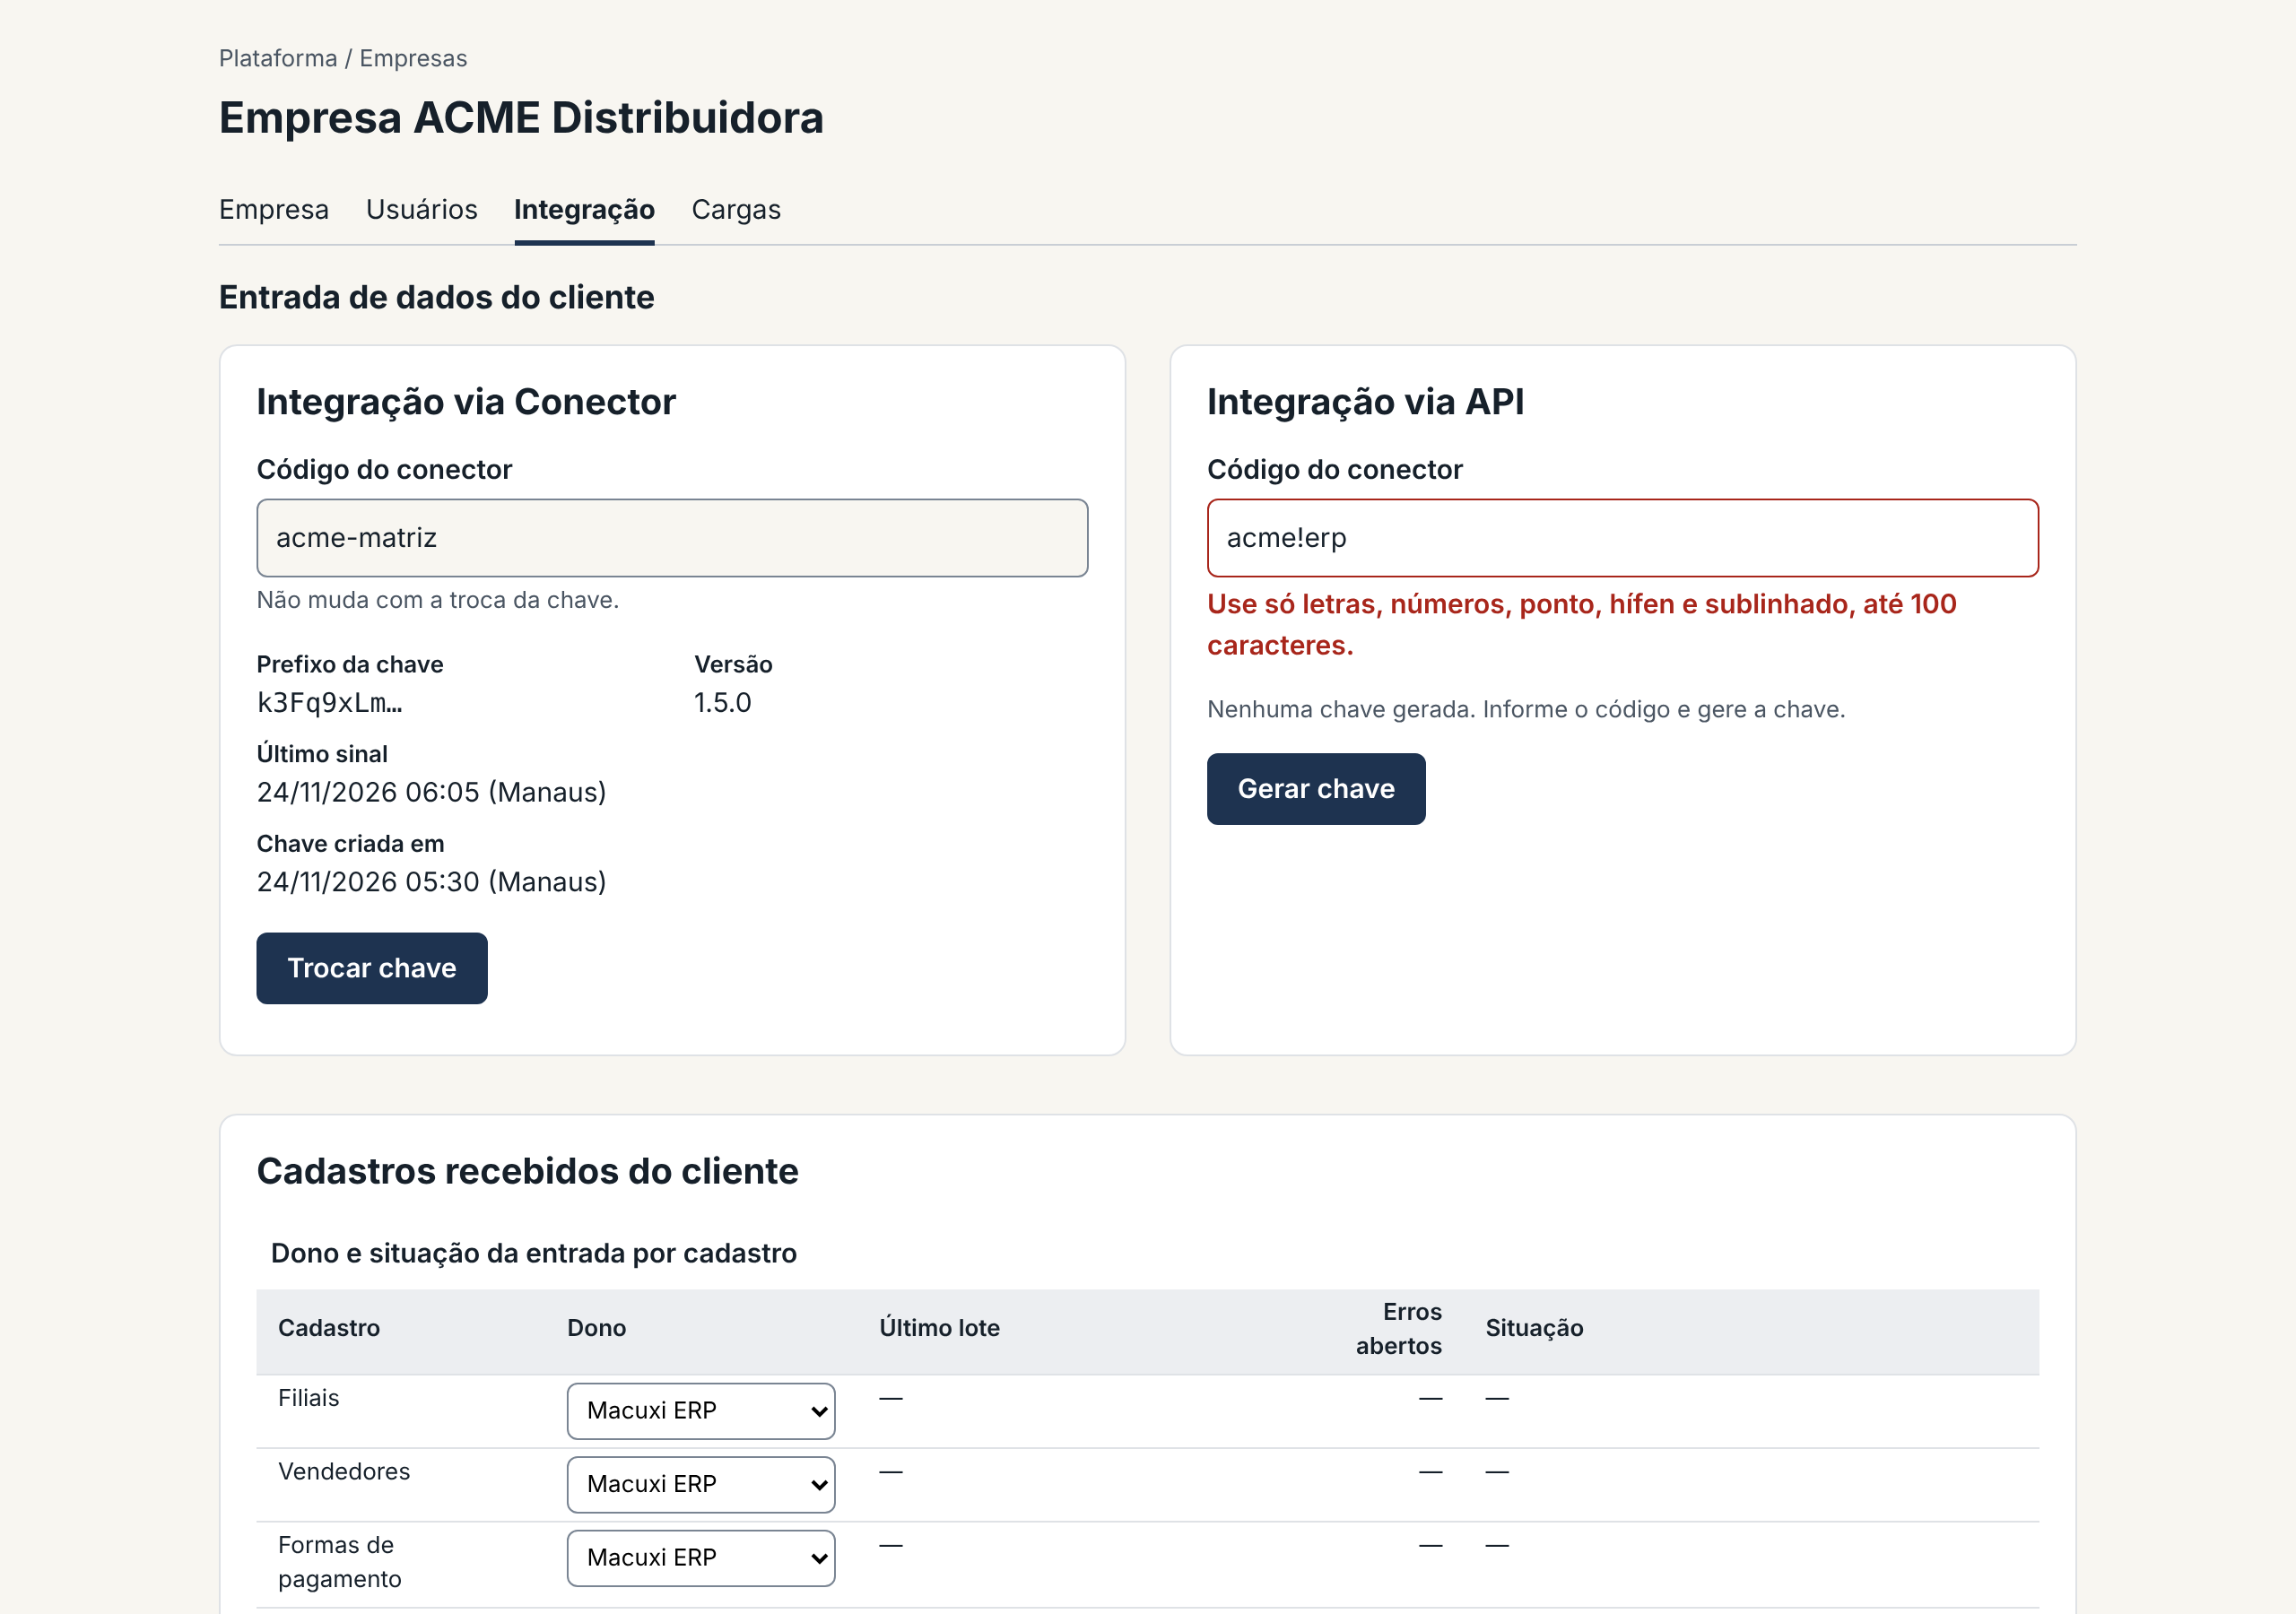 Plataforma / Empresas
Empresa ACME Distribuidora
Empresa Usuários Integração Cargas
Entrada de dados do cliente
Integração via Conector
Código do conector
acme-matriz
Não muda com a troca da chave.
Prefixo da chave Versão
k3Fq9xLm… 1.5.0
Último sinal
24/11/2026 06:05 (Manaus)
Chave criada em
24/11/2026 05:30 (Manaus)
Trocar chave
Integração via API
Código do conector
acme!erp
Use só letras, números, ponto, hífen e sublinhado, até 100
caracteres.
Nenhuma chave gerada. Informe o código e gere a chave.
Gerar chave
Cadastros recebidos do cliente
Dono e situação da entrada por cadastro
Cadastro Dono Último lote Erros abertos Situação
Filiais Macuxi ERP — — —
Vendedores Macuxi ERP — — —
Formas de pagamento Macuxi ERP — — —